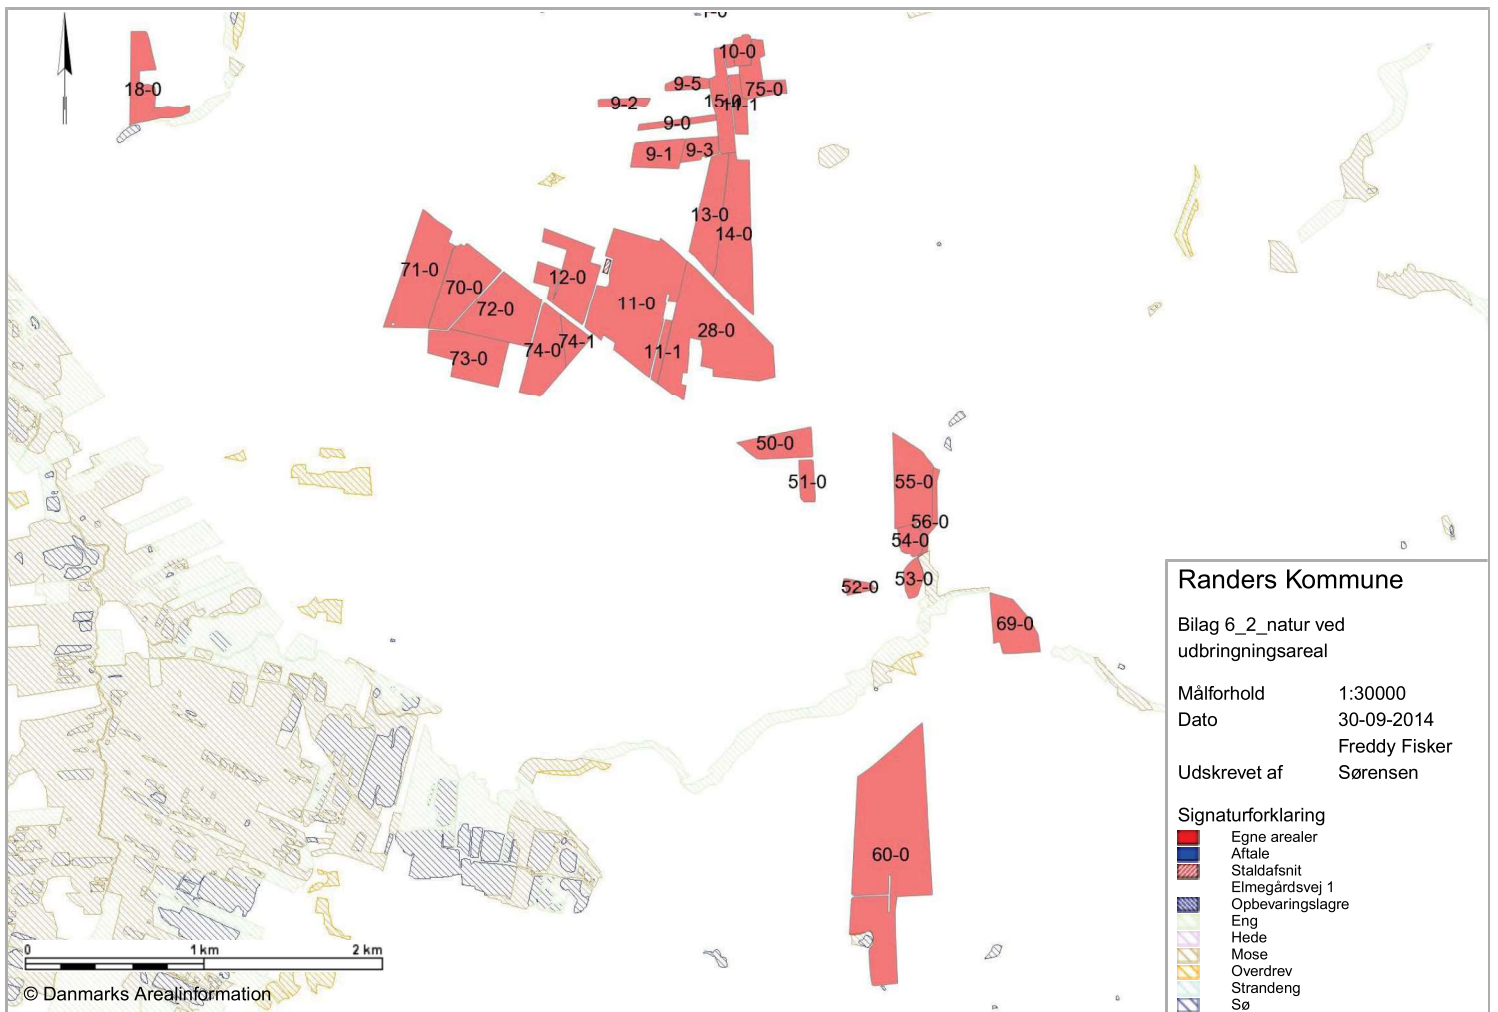 10-0
18-0
9-5
75-0
9-2
15-0
9-0
9-1
9-3
13-0
14-0
71-0
70-0
12-0
72-0
11-0
28-0
74-1
74-0
11-1
73-0
50-0
51-0
55-0
56-0
54-0
53-0
52-0
69-0
60-0
0 1 km 2 km
© Danmarks Arealinformation
Randers Kommune
Bilag 6_2_natur ved
udbringningsareal
Målforhold 1:30000
Dato 30-09-2014
Freddy Fisker
Udskrevet af Sørensen
Signaturforklaring
Egne arealer
Aftale
Staldafsnit
Elmegårdsvej 1
Opbevaringslagre
Eng
Hede
Mose
Overdrev
Strandeng
Sø